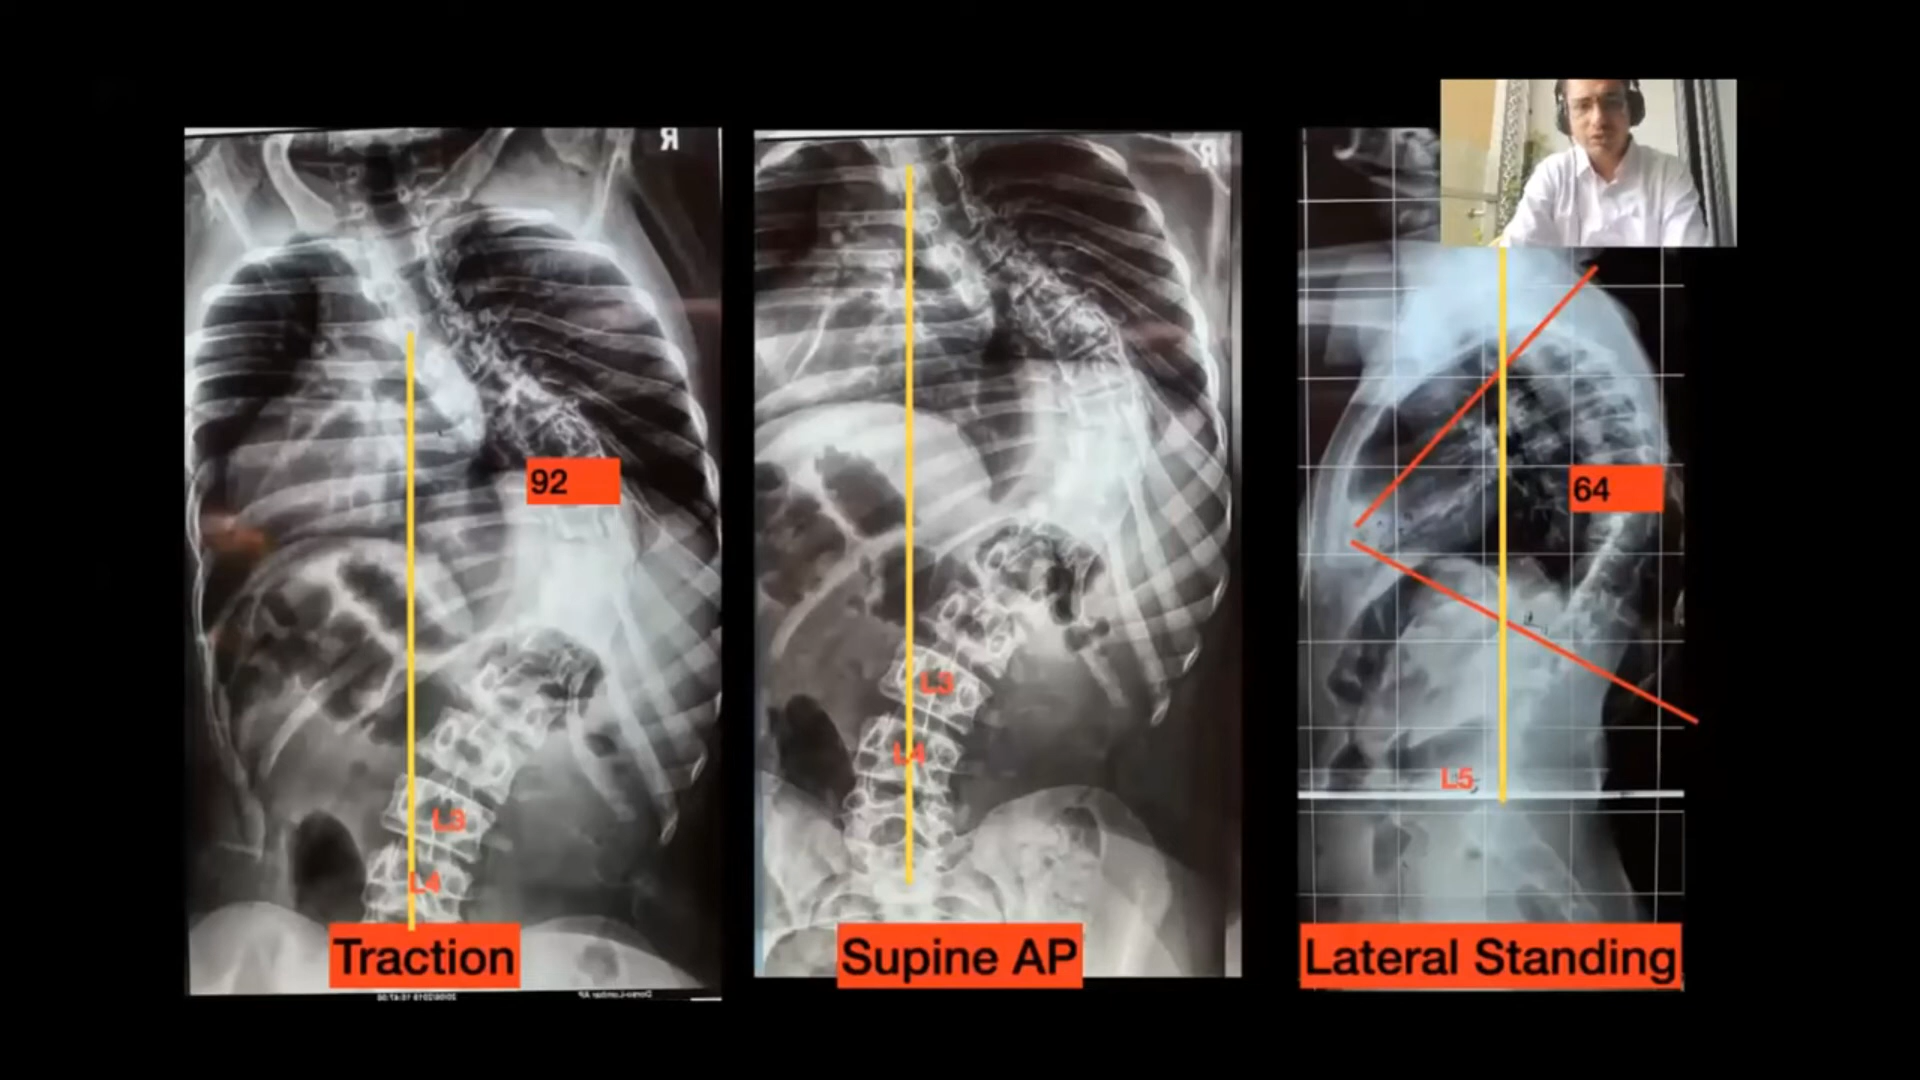 R
92
L3
L4
Traction
R
L3
L4
Supine AP
64
L5
Lateral Standing